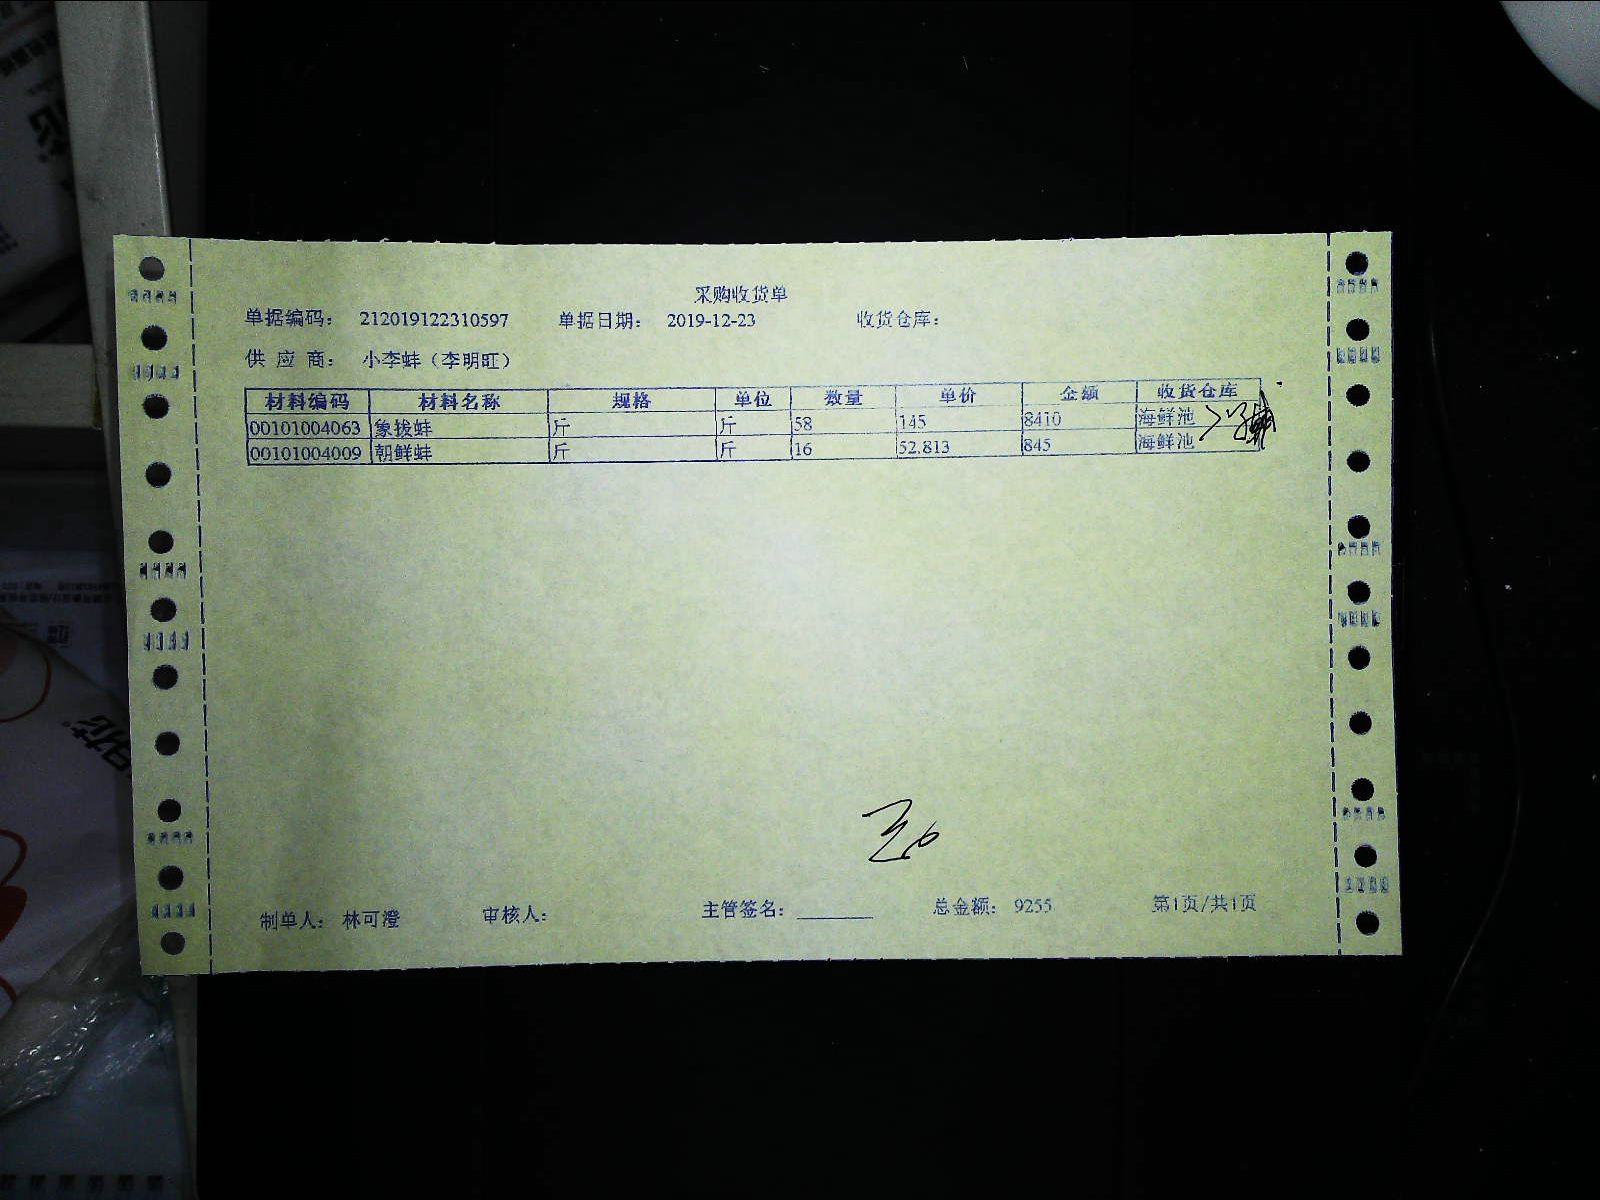 采购收货单
单据编码： 212019122310597 单据日期： 2019-12-23 收货仓库：
供 应 商： 小李蚌（李明旺）
材料编码 材料名称 规格 单位 数量 单价 金额 收货仓库
00101004063 象拔蚌 斤 斤 58 145 8410 海鲜池
00101004009 朝鲜蚌 斤 斤 16 52.813 845 海鲜池
制单人： 林可澄 审核人： 主管签名： 总金额： 9255 第1页/共1页